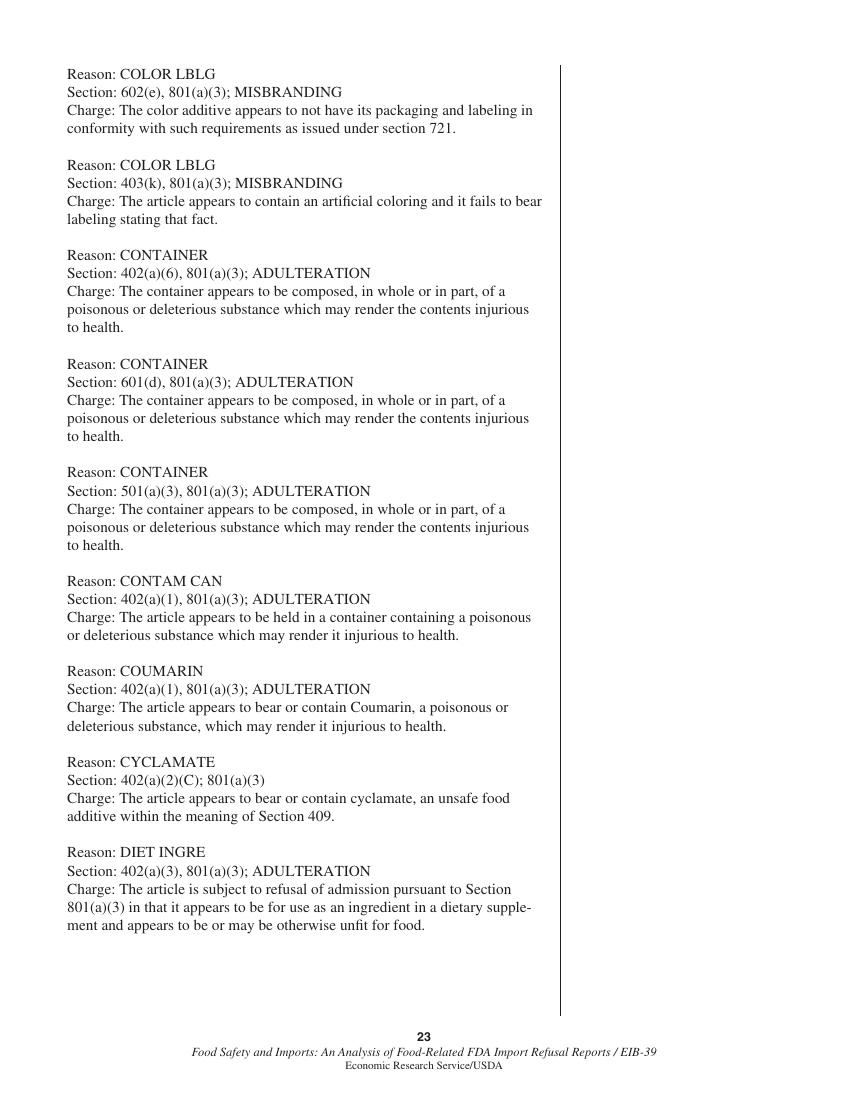 Reason: COLOR LBLG
Section: 602(e), 801(a)(3); MISBRANDING
Charge: The color additive appears to not have its packaging and labeling in
conformity with such requirements as issued under section 721.
Reason: COLOR LBLG
Section: 403(k), 801(a)(3); MISBRANDING
Charge: The article appears to contain an artificial coloring and it fails to bear
labeling stating that fact.
Reason: CONTAINER
Section: 402(a)(6), 801(a)(3); ADULTERATION
Charge: The container appears to be composed, in whole or in part, of a
poisonous or deleterious substance which may render the contents injurious
to health.
Reason: CONTAINER
Section: 601(d), 801(a)(3); ADULTERATION
Charge: The container appears to be composed, in whole or in part, of a
poisonous or deleterious substance which may render the contents injurious
to health.
Reason: CONTAINER
Section: 501(a)(3), 801(a)(3); ADULTERATION
Charge: The container appears to be composed, in whole or in part, of a
poisonous or deleterious substance which may render the contents injurious
to health.
Reason: CONTAM CAN
Section: 402(a)(1), 801(a)(3); ADULTERATION
Charge: The article appears to be held in a container containing a poisonous
or deleterious substance which may render it injurious to health.
Reason: COUMARIN
Section: 402(a)(1), 801(a)(3); ADULTERATION
Charge: The article appears to bear or contain Coumarin, a poisonous or
deleterious substance, which may render it injurious to health.
Reason: CYCLAMATE
Section: 402(a)(2)(C); 801(a)(3)
Charge: The article appears to bear or contain cyclamate, an unsafe food
additive within the meaning of Section 409.
Reason: DIET INGRE
Section: 402(a)(3), 801(a)(3); ADULTERATION
Charge: The article is subject to refusal of admission pursuant to Section
801(a)(3) in that it appears to be for use as an ingredient in a dietary supple-
ment and appears to be or may be otherwise unfit for food.
23
Food Safety and Imports: An Analysis of Food-Related FDA Import Refusal Reports / EIB-39
Economic Research Service/USDA